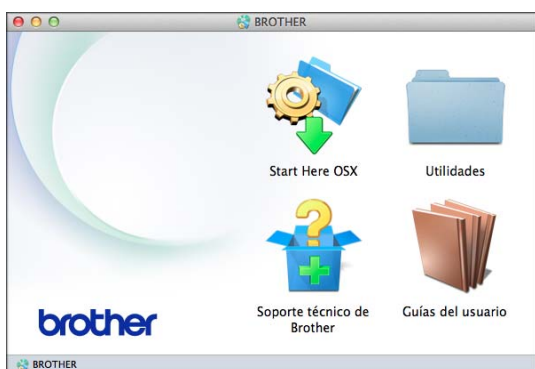 BROTHER
Start Here OSX
Utilidades
Soporte técnico de
Brother
Guías del usuario
brother
BROTHER